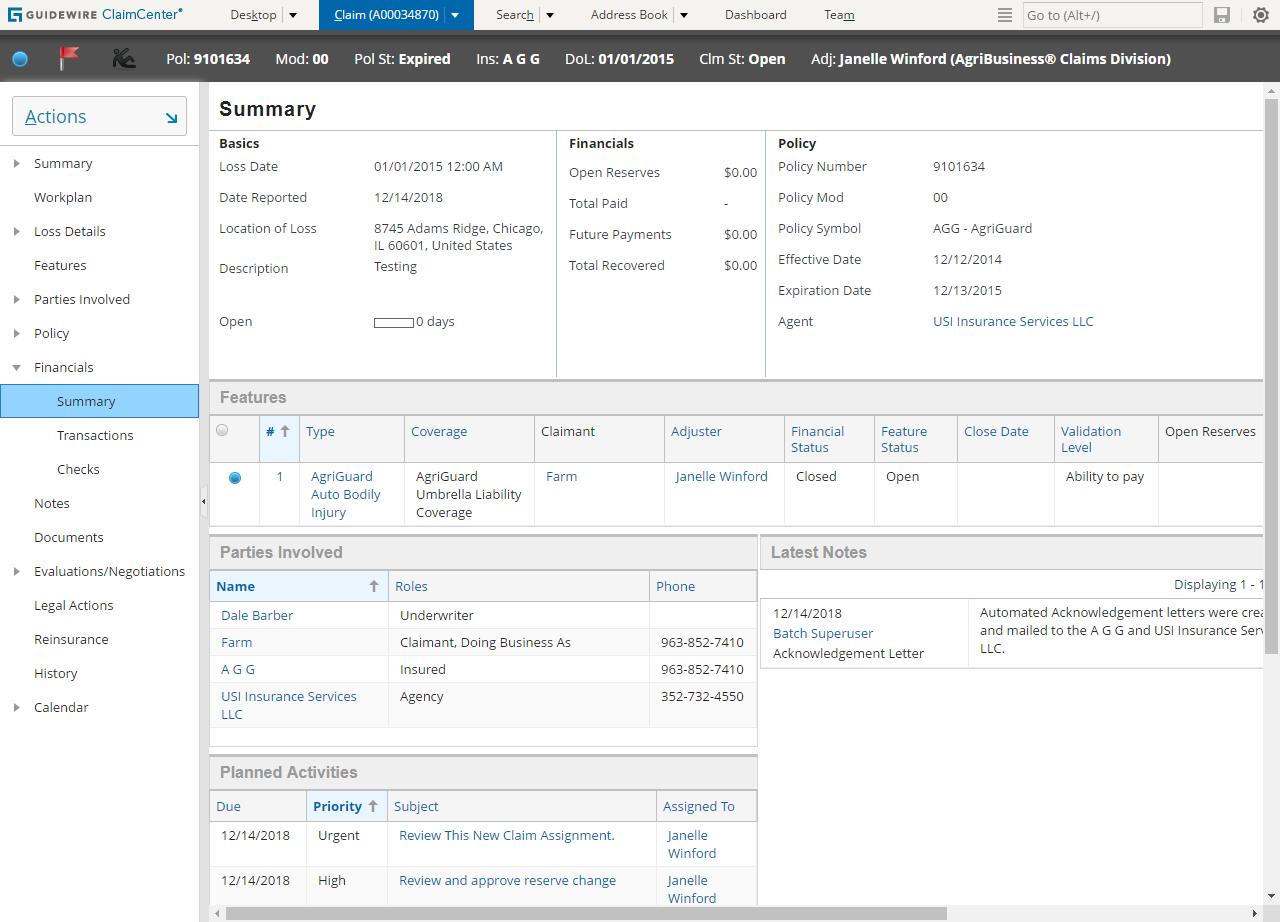 GUIDEWIRE ClaimCenter® Desktop Claim (A00034870) Search Address Book Dashboard Team Go to (Alt+/)
Pol: 9101634 Mod: 00 Pol St: Expired Ins: A G G DoL: 01/01/2015 Clm St: Open Adj: Janelle Winford (AgriBusiness® Claims Division)
Actions
Summary
Workplan
Loss Details
Features
Parties Involved
Policy
Financials
Summary
Transactions
Checks
Notes
Documents
Evaluations/Negotiations
Legal Actions
Reinsurance
History
Calendar
Summary
Basics
Loss Date 01/01/2015 12:00 AM
Date Reported 12/14/2018
Location of Loss 8745 Adams Ridge, Chicago,
IL 60601, United States
Description Testing
Open 0 days
Financials
Open Reserves $0.00
Total Paid -
Future Payments $0.00
Total Recovered $0.00
Policy
Policy Number 9101634
Policy Mod 00
Policy Symbol AGG - AgriGuard
Effective Date 12/12/2014
Expiration Date 12/13/2015
Agent USI Insurance Services LLC
Features
# Type Coverage Claimant Adjuster Financial Status Feature Status Close Date Validation Level Open Reserves
1 AgriGuard Auto Bodily Injury AgriGuard Umbrella Liability Coverage Farm Janelle Winford Closed Open Ability to pay
Parties Involved
Name Roles Phone
Dale Barber Underwriter
Farm Claimant, Doing Business As 963-852-7410
A G G Insured 963-852-7410
USI Insurance Services LLC Agency 352-732-4550
Latest Notes
Displaying 1 - 1
12/14/2018
Batch Superuser
Acknowledgement Letter
Automated Acknowledgement letters were crea
and mailed to the A G G and USI Insurance Serv
LLC.
Planned Activities
Due Priority Subject Assigned To
12/14/2018 Urgent Review This New Claim Assignment. Janelle Winford
12/14/2018 High Review and approve reserve change Janelle Winford